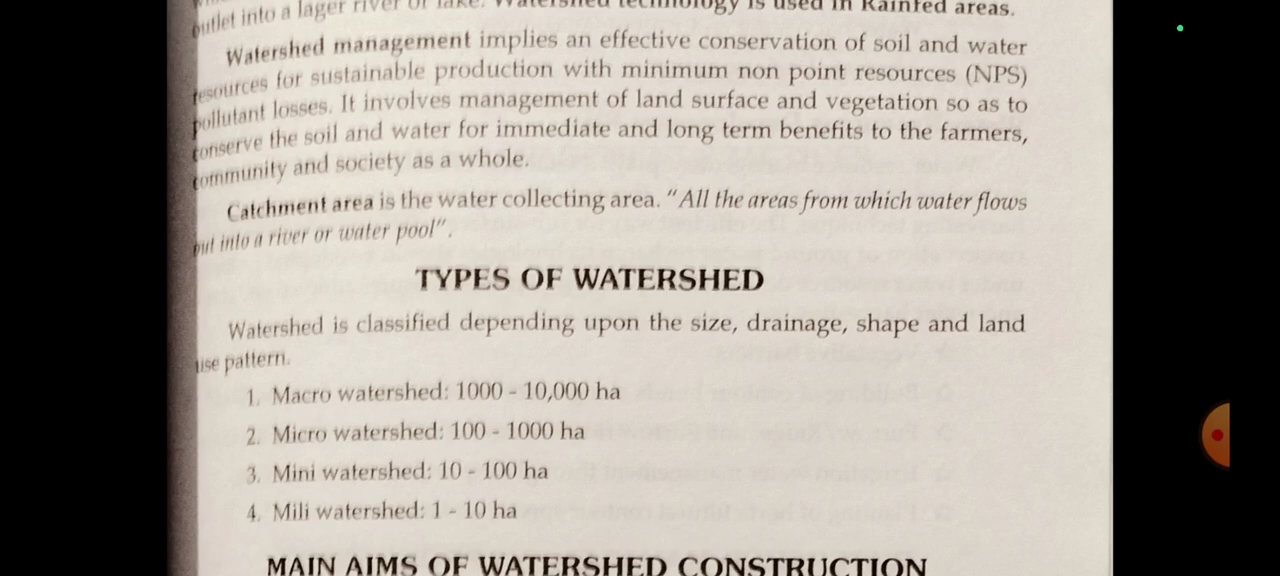 outlet into a lager river or lake. Watershed technology is used in Rainfed areas.
Watershed management implies an effective conservation of soil and water
resources for sustainable production with minimum non point resources (NPS)
pollutant losses. It involves management of land surface and vegetation so as to
conserve the soil and water for immediate and long term benefits to the farmers,
community and society as a whole.
Catchment area is the water collecting area. "All the areas from which water flows
out into a river or water pool".
TYPES OF WATERSHED
Watershed is classified depending upon the size, drainage, shape and land
use pattern.
1. Macro watershed: 1000 - 10,000 ha
2. Micro watershed: 100 - 1000 ha
3. Mini watershed: 10 - 100 ha
4. Mili watershed: 1 - 10 ha
MAIN AIMS OF WATERSHED CONSTRUCTION